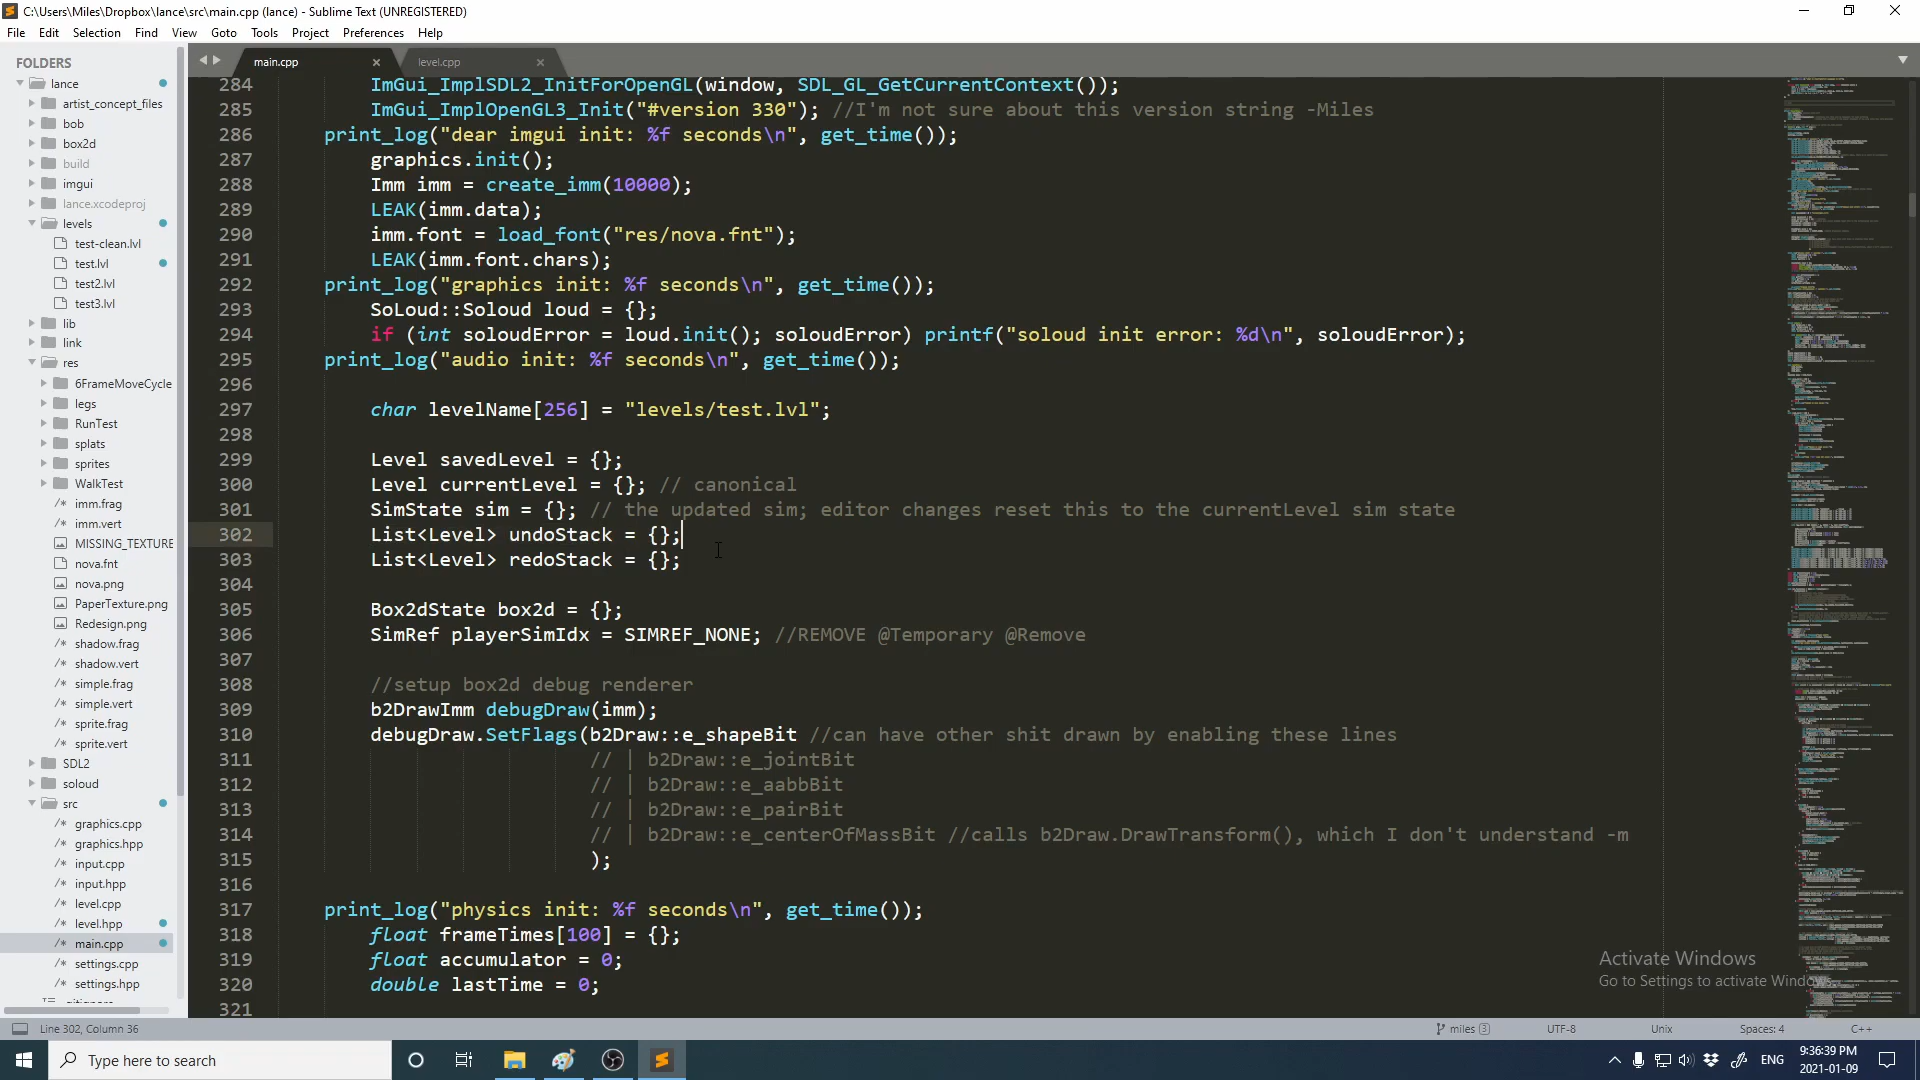 C:\Users\Miles\Dropbox\lance\src\main.cpp (lance) - Sublime Text (UNREGISTERED)
File Edit Selection Find View Goto Tools Project Preferences Help
FOLDERS
lance
artist_concept_files
bob
box2d
build
imgui
lance.xcodeproj
levels
test-clean.lvl
test.lvl
test2.lvl
test3.lvl
lib
link
res
6FrameMoveCycle
legs
RunTest
splats
sprites
WalkTest
/* imm.frag
/* imm.vert
MISSING_TEXTURE
nova.fnt
nova.png
PaperTexture.png
Redesign.png
/* shadow.frag
/* shadow.vert
/* simple.frag
/* simple.vert
/* sprite.frag
/* sprite.vert
SDL2
soloud
src
/* graphics.cpp
/* graphics.hpp
/* input.cpp
/* input.hpp
/* level.cpp
/* level.hpp
/* main.cpp
/* settings.cpp
/* settings.hpp
main.cpp × level.cpp ×
284 ImGui_ImplSDL2_InitForOpenGL(window, SDL_GL_GetCurrentContext());
285 ImGui_ImplOpenGL3_Init("#version 330"); //I'm not sure about this version string -Miles
286 print_log("dear imgui init: %f seconds\n", get_time());
287 graphics.init();
288 Imm imm = create_imm(10000);
289 LEAK(imm.data);
290 imm.font = load_font("res/nova.fnt");
291 LEAK(imm.font.chars);
292 print_log("graphics init: %f seconds\n", get_time());
293 SoLoud::Soloud loud = {};
294 if (int soloudError = loud.init(); soloudError) printf("soloud init error: %d\n", soloudError);
295 print_log("audio init: %f seconds\n", get_time());
296
297 char levelName[256] = "levels/test.lvl";
298
299 Level savedLevel = {};
300 Level currentLevel = {}; // canonical
301 SimState sim = {}; // the updated sim; editor changes reset this to the currentLevel sim state
302 List<Level> undoStack = {};
303 List<Level> redoStack = {};
304
305 Box2dState box2d = {};
306 SimRef playerSimIdx = SIMREF_NONE; //REMOVE @Temporary @Remove
307
308 //setup box2d debug renderer
309 b2DrawImm debugDraw(imm);
310 debugDraw.SetFlags(b2Draw::e_shapeBit //can have other shit drawn by enabling these lines
311 // | b2Draw::e_jointBit
312 // | b2Draw::e_aabbBit
313 // | b2Draw::e_pairBit
314 // | b2Draw::e_centerOfMassBit //calls b2Draw.DrawTransform(), which I don't understand -m
315 );
316
317 print_log("physics init: %f seconds\n", get_time());
318 float frameTimes[100] = {};
319 float accumulator = 0;
320 double lastTime = 0;
321
Activate Windows
Go to Settings to activate Windows
Line 302, Column 36 miles 3 UTF-8 Unix Spaces: 4 C++
Type here to search ENG 9:36:39 PM
2021-01-09